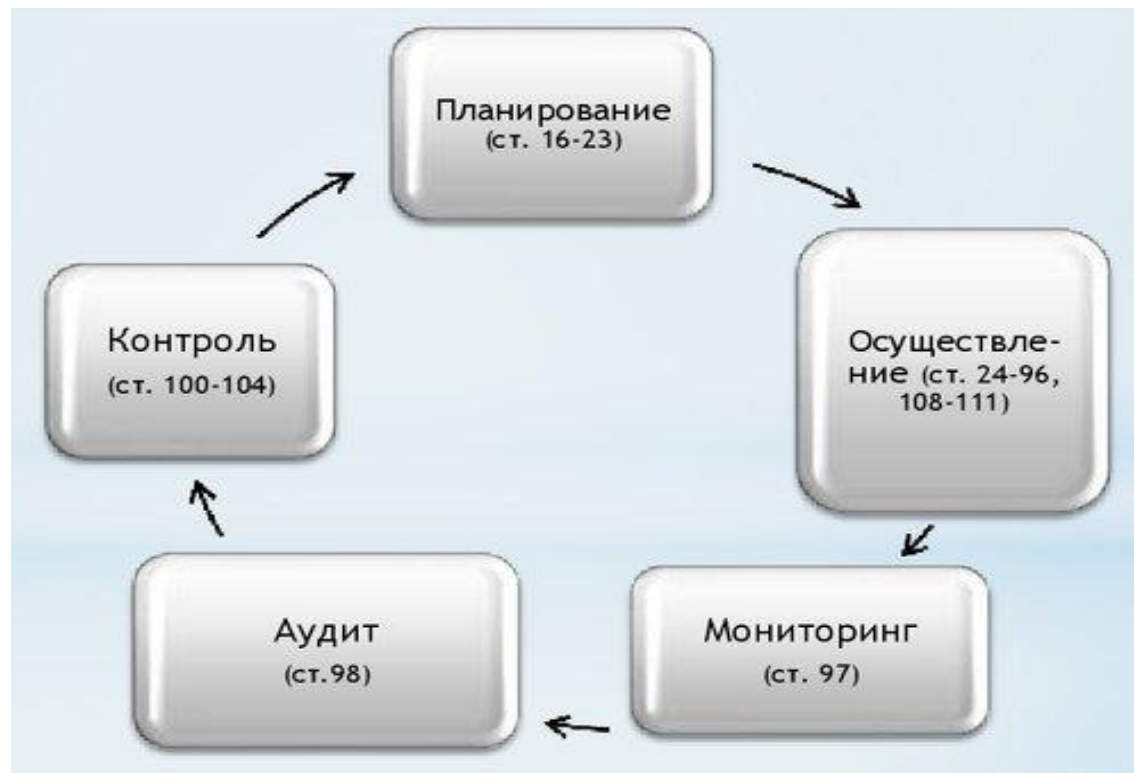 Планирование
(ст. 16-23)
Осуществле-
ние (ст. 24-96,
108-111)
Мониторинг
(ст. 97)
Аудит
(ст.98)
Контроль
(ст. 100-104)